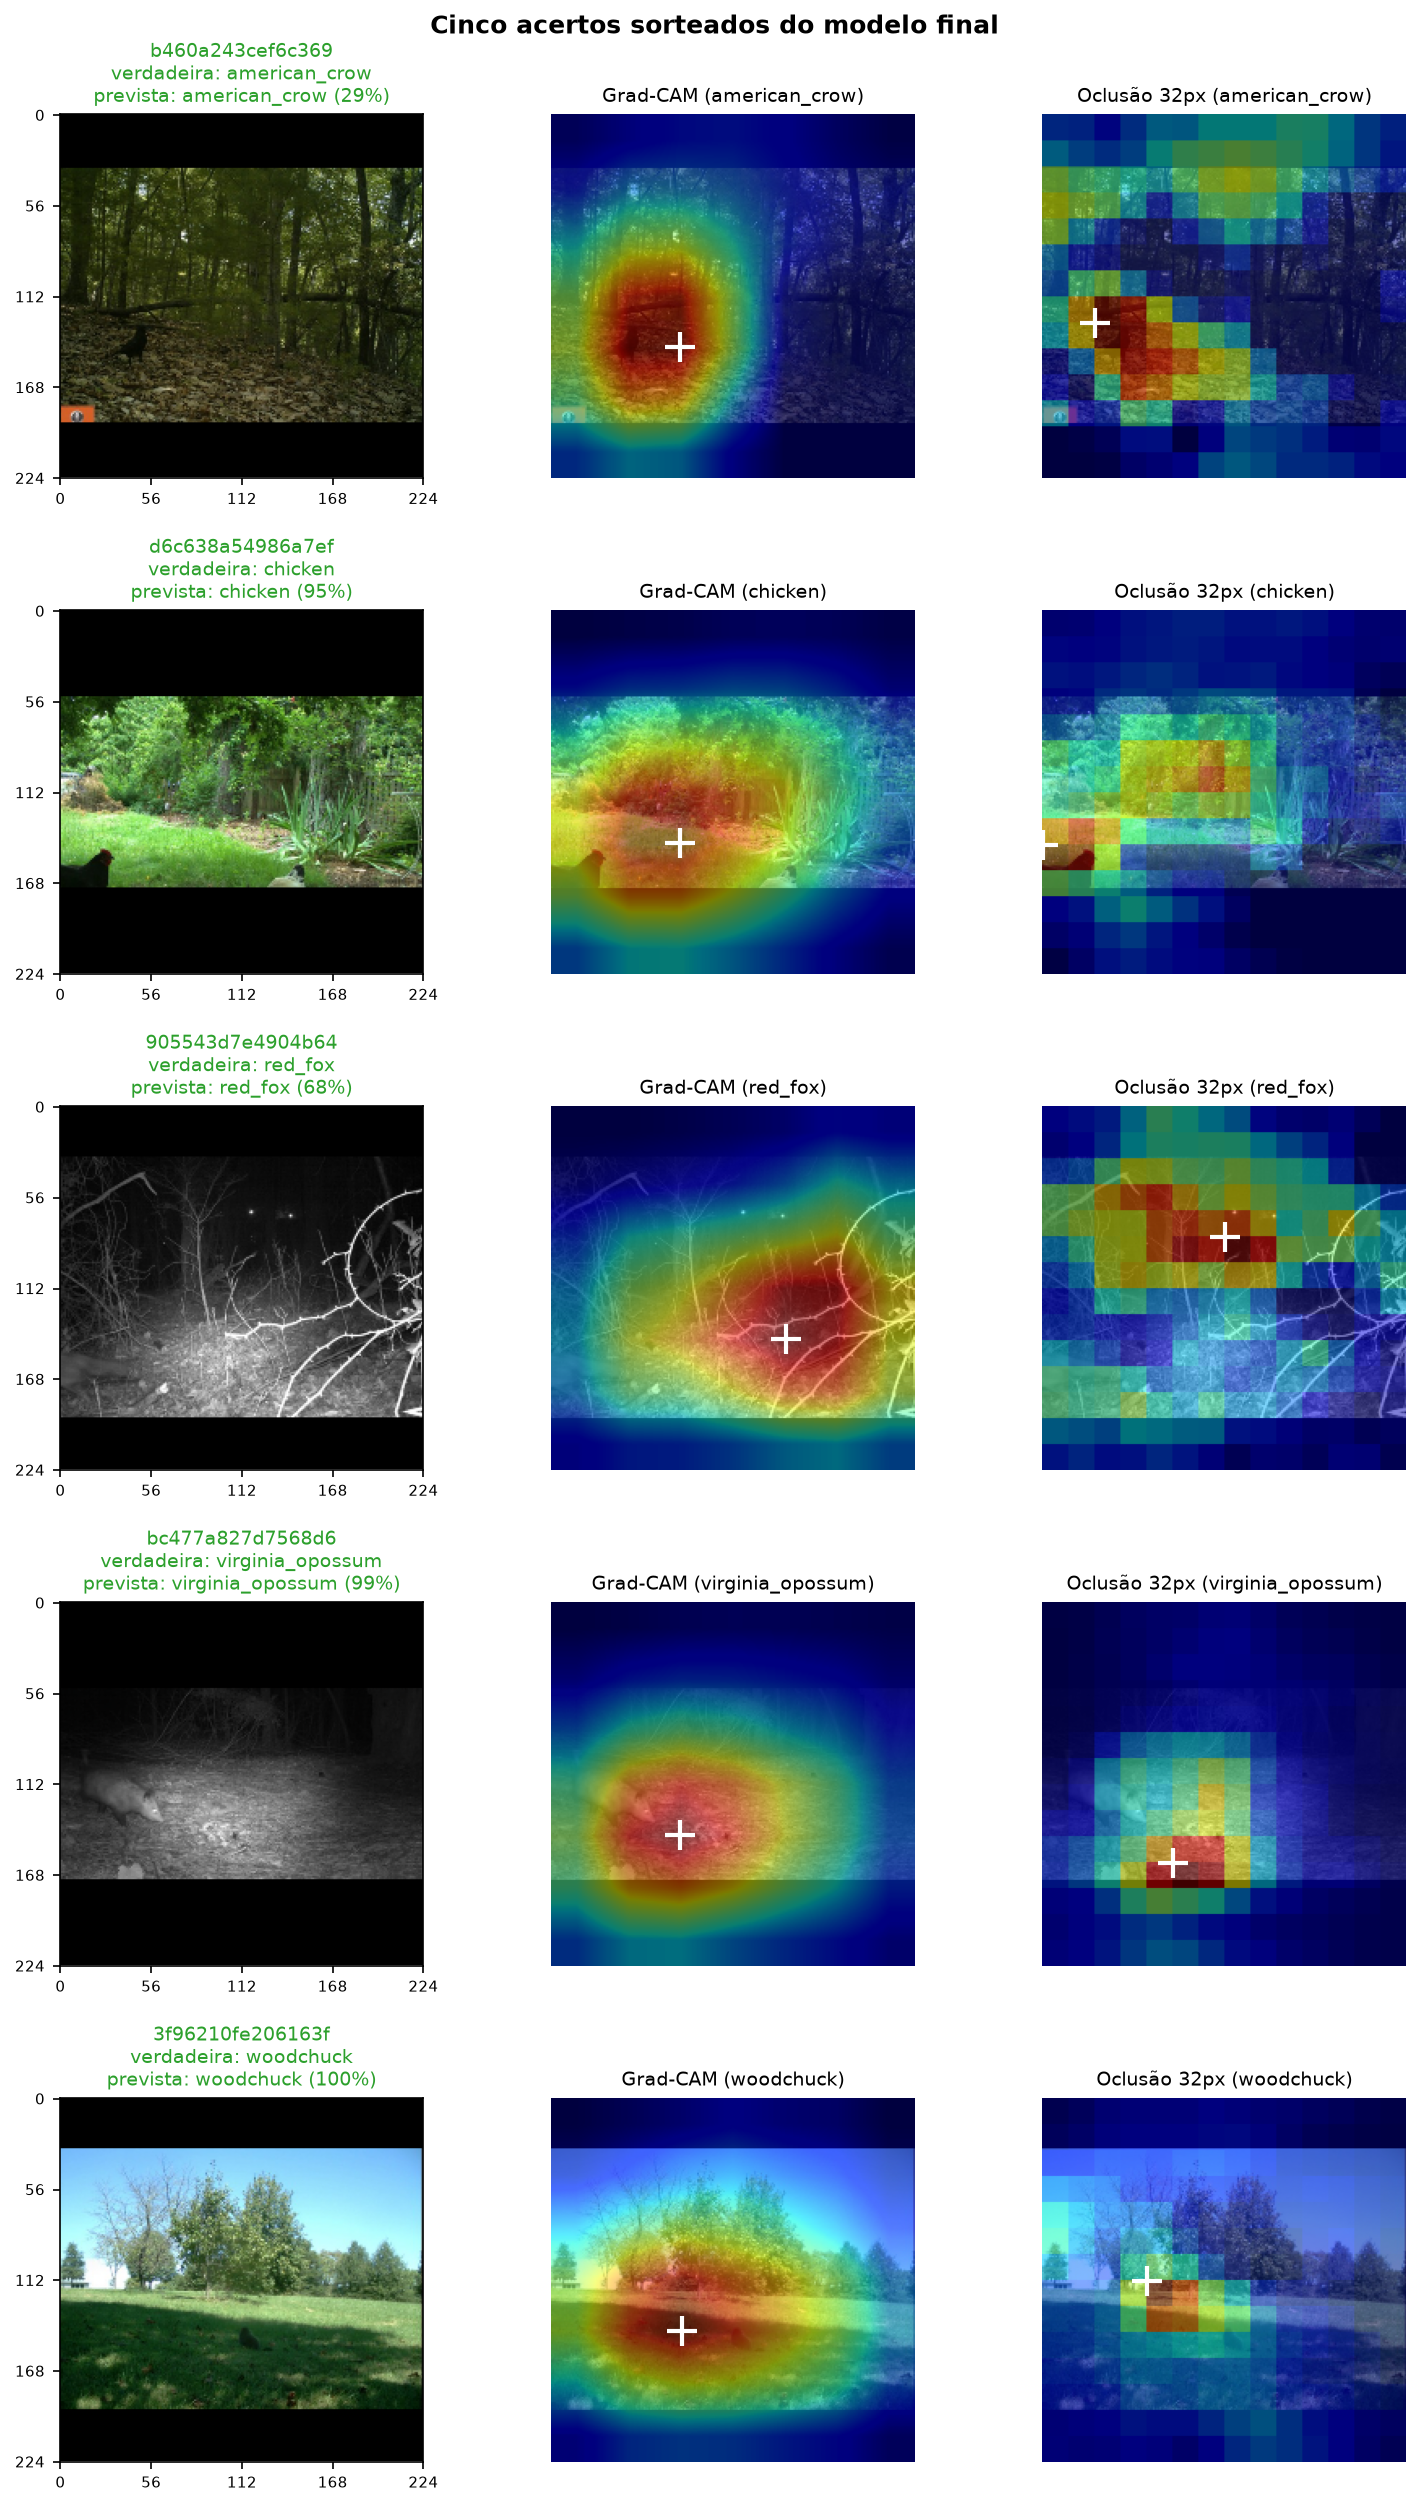 Cinco acertos sorteados do modelo final
b460a243cef6c369
verdadeira: american_crow
prevista: american_crow (29%)
Grad-CAM (american_crow)
Oclusão 32px (american_crow)
0
56
112
168
224
0 56 112 168 224
d6c638a54986a7ef
verdadeira: chicken
prevista: chicken (95%)
Grad-CAM (chicken)
Oclusão 32px (chicken)
0
56
112
168
224
0 56 112 168 224
905543d7e4904b64
verdadeira: red_fox
prevista: red_fox (68%)
Grad-CAM (red_fox)
Oclusão 32px (red_fox)
0
56
112
168
224
0 56 112 168 224
bc477a827d7568d6
verdadeira: virginia_opossum
prevista: virginia_opossum (99%)
Grad-CAM (virginia_opossum)
Oclusão 32px (virginia_opossum)
0
56
112
168
224
0 56 112 168 224
3f96210fe206163f
verdadeira: woodchuck
prevista: woodchuck (100%)
Grad-CAM (woodchuck)
Oclusão 32px (woodchuck)
0
56
112
168
224
0 56 112 168 224